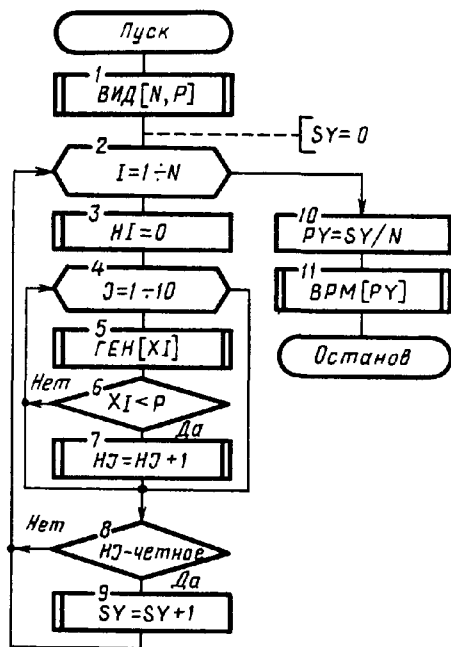 Пуск
1
ВИД[N,P]
SY=0
2
I=1÷N
3
HI=0
4
J=1÷10
5
ГЕН[XI]
6
XI<P
Нет
Да
7
HJ=HJ+1
8
HJ-четное
Нет
Да
9
SY=SY+1
10
PY=SY/N
11
ВРМ[PY]
Останов